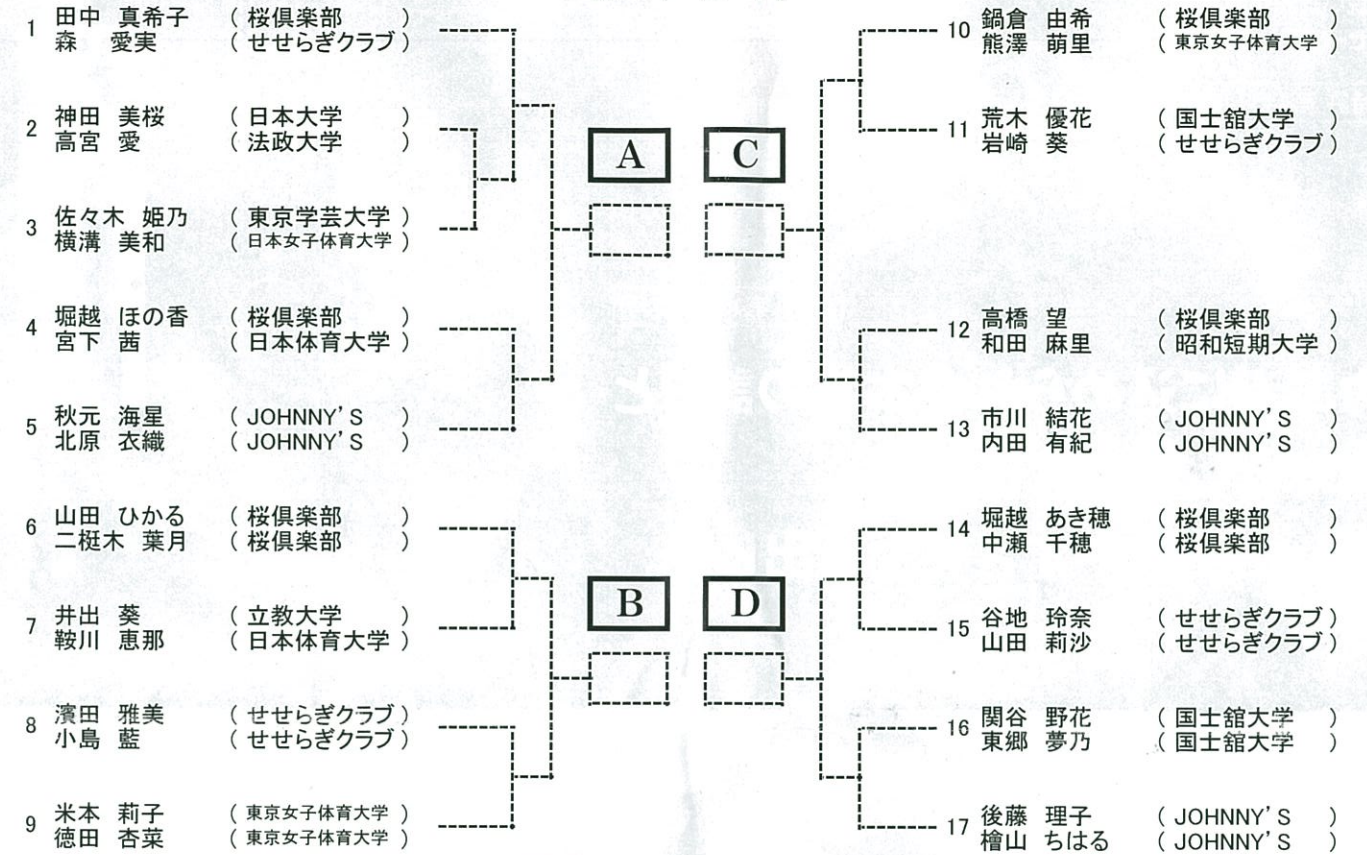 1 田中 真希子 ( 桜倶楽部 )
森 愛実 ( せせらぎクラブ )
2 神田 美桜 ( 日本大学 )
高宮 愛 ( 法政大学 )
3 佐々木 姫乃 ( 東京学芸大学 )
横溝 美和 ( 日本女子体育大学 )
4 堀越 ほの香 ( 桜倶楽部 )
宮下 茜 ( 日本体育大学 )
5 秋元 海星 ( JOHNNY'S )
北原 衣織 ( JOHNNY'S )
6 山田 ひかる ( 桜倶楽部 )
二梃木 葉月 ( 桜倶楽部 )
7 井出 葵 ( 立教大学 )
鞍川 恵那 ( 日本体育大学 )
8 濱田 雅美 ( せせらぎクラブ )
小島 藍 ( せせらぎクラブ )
9 米本 莉子 ( 東京女子体育大学 )
徳田 杏菜 ( 東京女子体育大学 )
A
B
C
D
10 鍋倉 由希 ( 桜倶楽部 )
熊澤 萌里 ( 東京女子体育大学 )
11 荒木 優花 ( 国士舘大学 )
岩崎 葵 ( せせらぎクラブ )
12 高橋 望 ( 桜倶楽部 )
和田 麻里 ( 昭和短期大学 )
13 市川 結花 ( JOHNNY'S )
内田 有紀 ( JOHNNY'S )
14 堀越 あき穂 ( 桜倶楽部 )
中瀬 千穂 ( 桜倶楽部 )
15 谷地 玲奈 ( せせらぎクラブ )
山田 莉沙 ( せせらぎクラブ )
16 関谷 野花 ( 国士舘大学 )
東郷 夢乃 ( 国士舘大学 )
17 後藤 理子 ( JOHNNY'S )
檜山 ちはる ( JOHNNY'S )